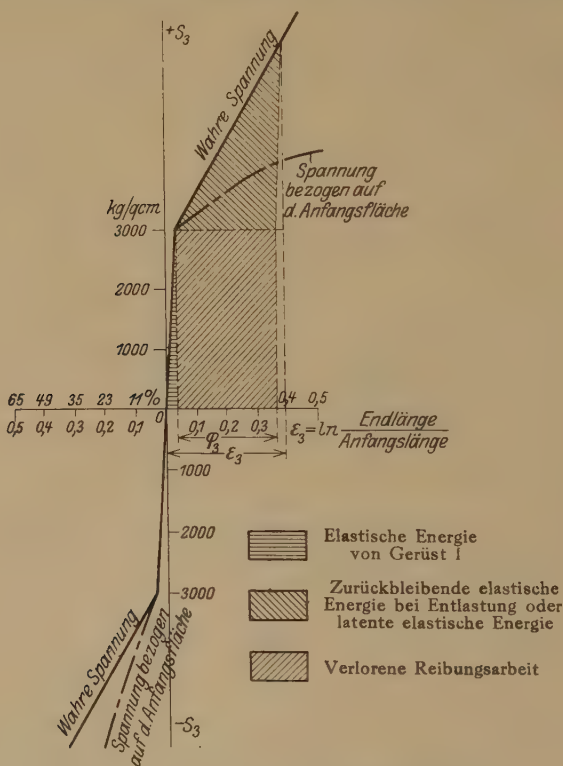 +S₃
Wahre Spannung
Spannung
bezogen auf
d. Anfangsfläche
kg/qcm
3000
2000
1000
65 49 35 23 11%
0,5 0,4 0,3 0,2 0,1 0 0,1 0,2 0,3 0,4 0,5
ε₃=ln Endlänge/Anfangslänge
φ₃
ε₃
1000
2000
3000
Wahre Spannung
Spannung bezogen
auf d. Anfangsfläche
-S₃
Elastische Energie
von Gerüst I
Zurückbleibende elastische
Energie bei Entlastung oder
latente elastische Energie
Verlorene Reibungsarbeit